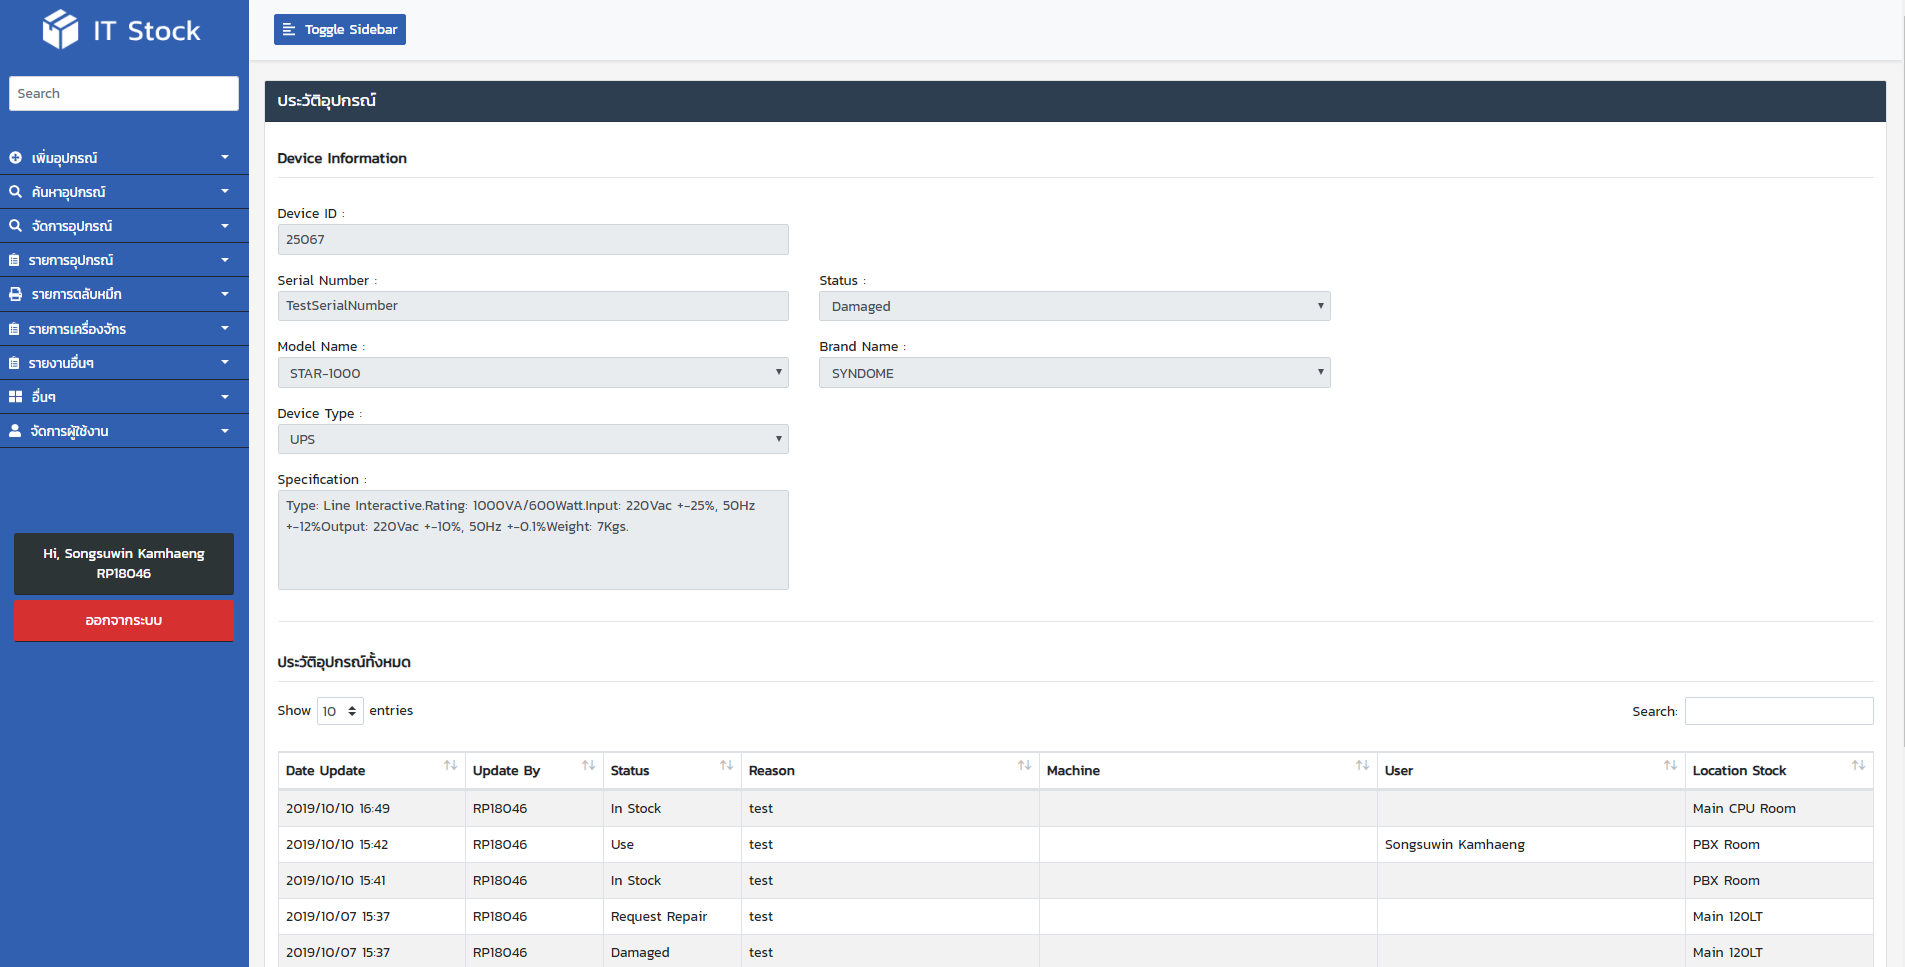 IT Stock
Toggle Sidebar
Search
เพิ่มอุปกรณ์
ค้นหาอุปกรณ์
จัดการอุปกรณ์
รายการอุปกรณ์
รายการตลับหมึก
รายการเครื่องจักร
รายงานอื่นๆ
อื่นๆ
จัดการผู้ใช้งาน
Hi, Songsuwin Kamhaeng
RP18046
ออกจากระบบ
ประวัติอุปกรณ์
Device Information
Device ID :
25067
Serial Number :
TestSerialNumber
Status :
Damaged
Model Name :
STAR-1000
Brand Name :
SYNDOME
Device Type :
UPS
Specification :
Type: Line Interactive.Rating: 1000VA/600Watt.Input: 220Vac +-25%, 50Hz
+-12%Output: 220Vac +-10%, 50Hz +-0.1%Weight: 7Kgs.
ประวัติอุปกรณ์ทั้งหมด
Show 10 entries
Search:
Date Update Update By Status Reason Machine User Location Stock
2019/10/10 16:49 RP18046 In Stock test Main CPU Room
2019/10/10 15:42 RP18046 Use test Songsuwin Kamhaeng PBX Room
2019/10/10 15:41 RP18046 In Stock test PBX Room
2019/10/07 15:37 RP18046 Request Repair test Main 120LT
2019/10/07 15:37 RP18046 Damaged test Main 120LT